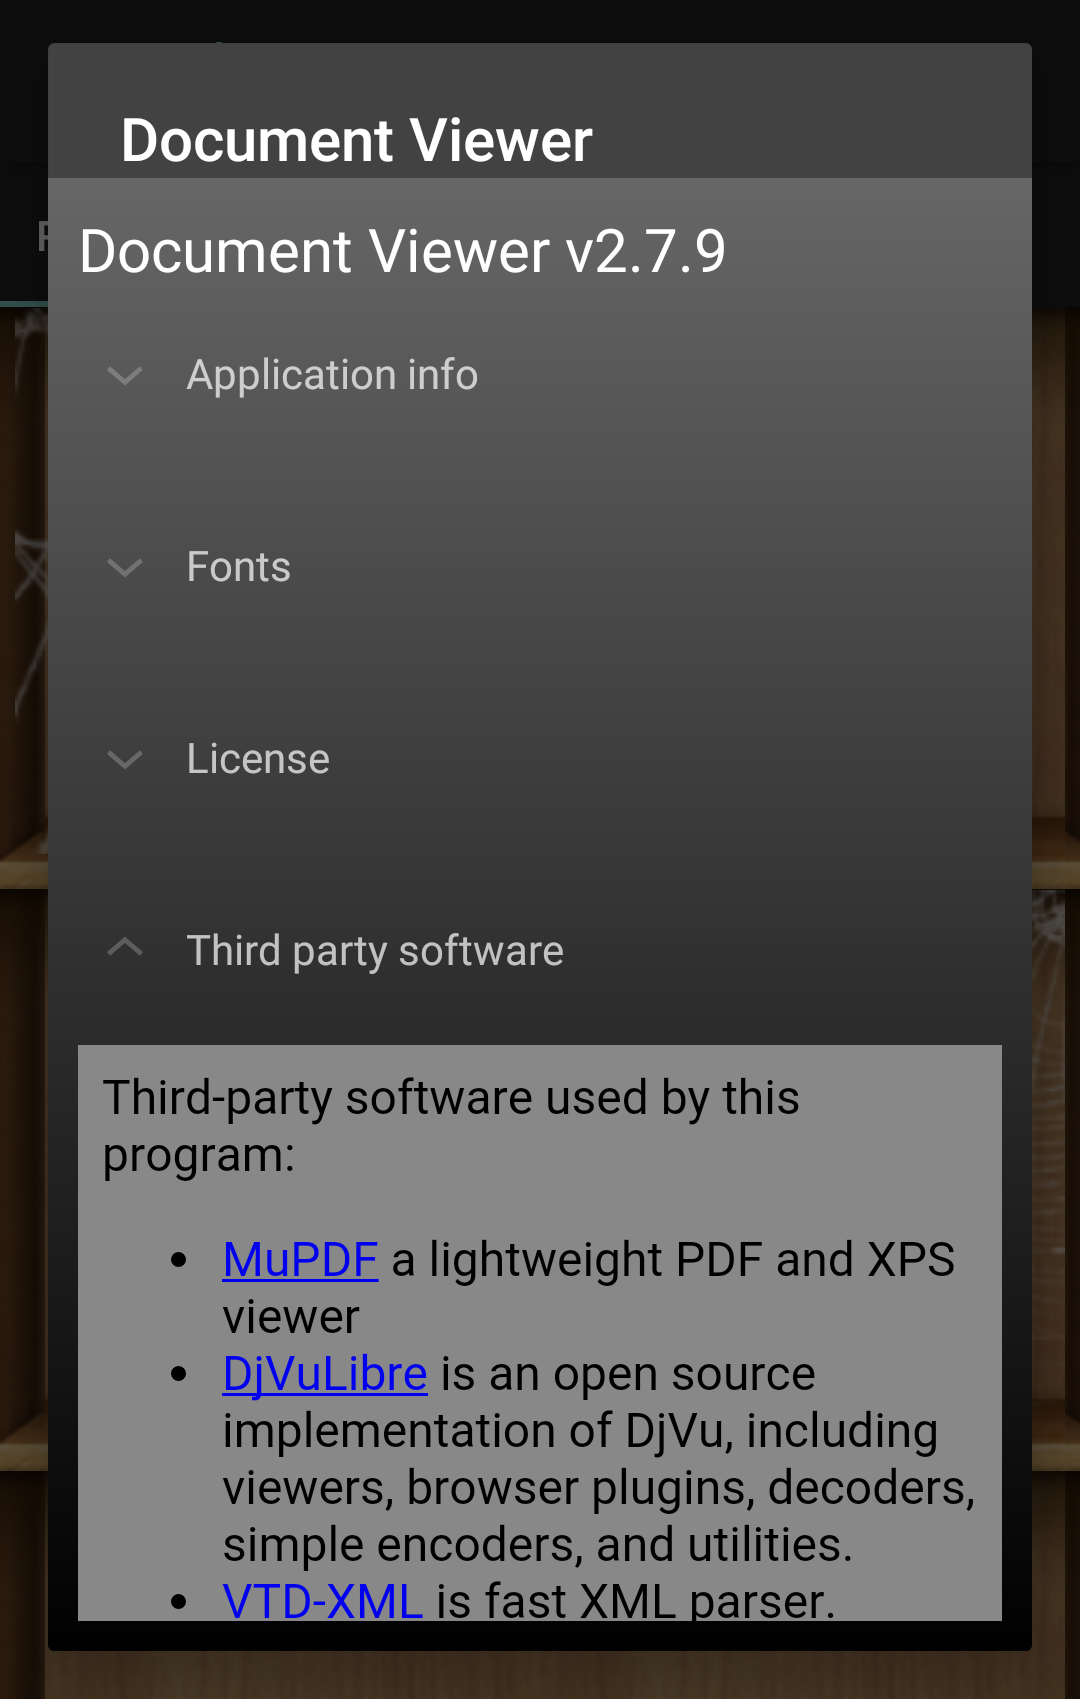 Document Viewer
Document Viewer v2.7.9
Application info
Fonts
License
Third party software
Third-party software used by this
program:
• MuPDF a lightweight PDF and XPS
viewer
• DjVuLibre is an open source
implementation of DjVu, including
viewers, browser plugins, decoders,
simple encoders, and utilities.
• VTD-XML is fast XML parser.